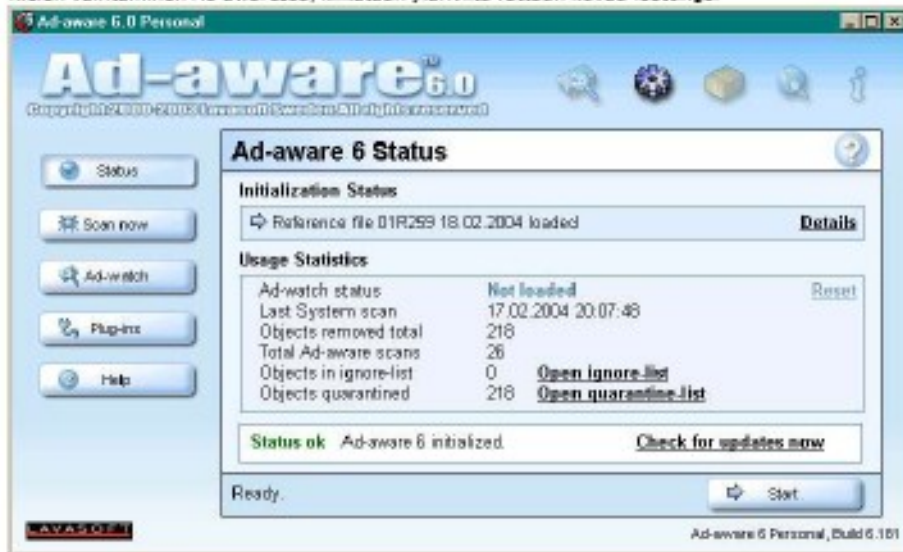 Ad-aware 6.0 Personal
Ad-aware 6.0
Status
Scan now
Ad-watch
Plug-ins
Help
Ad-aware 6 Status
Initialization Status
Reference file 01R259 18.02.2004 loaded Details
Usage Statistics
Ad-watch status Not loaded Reset
Last System scan 17.02.2004 20:07:48
Objects removed total 218
Total Ad-aware scans 26
Objects in ignore-list 0 Open ignore-list
Objects quarantined 218 Open quarantine-list
Status ok Ad-aware 6 initialized. Check for updates now
Ready.
Start
LAVASOFT
Ad-aware 6 Personal, Build 6.181